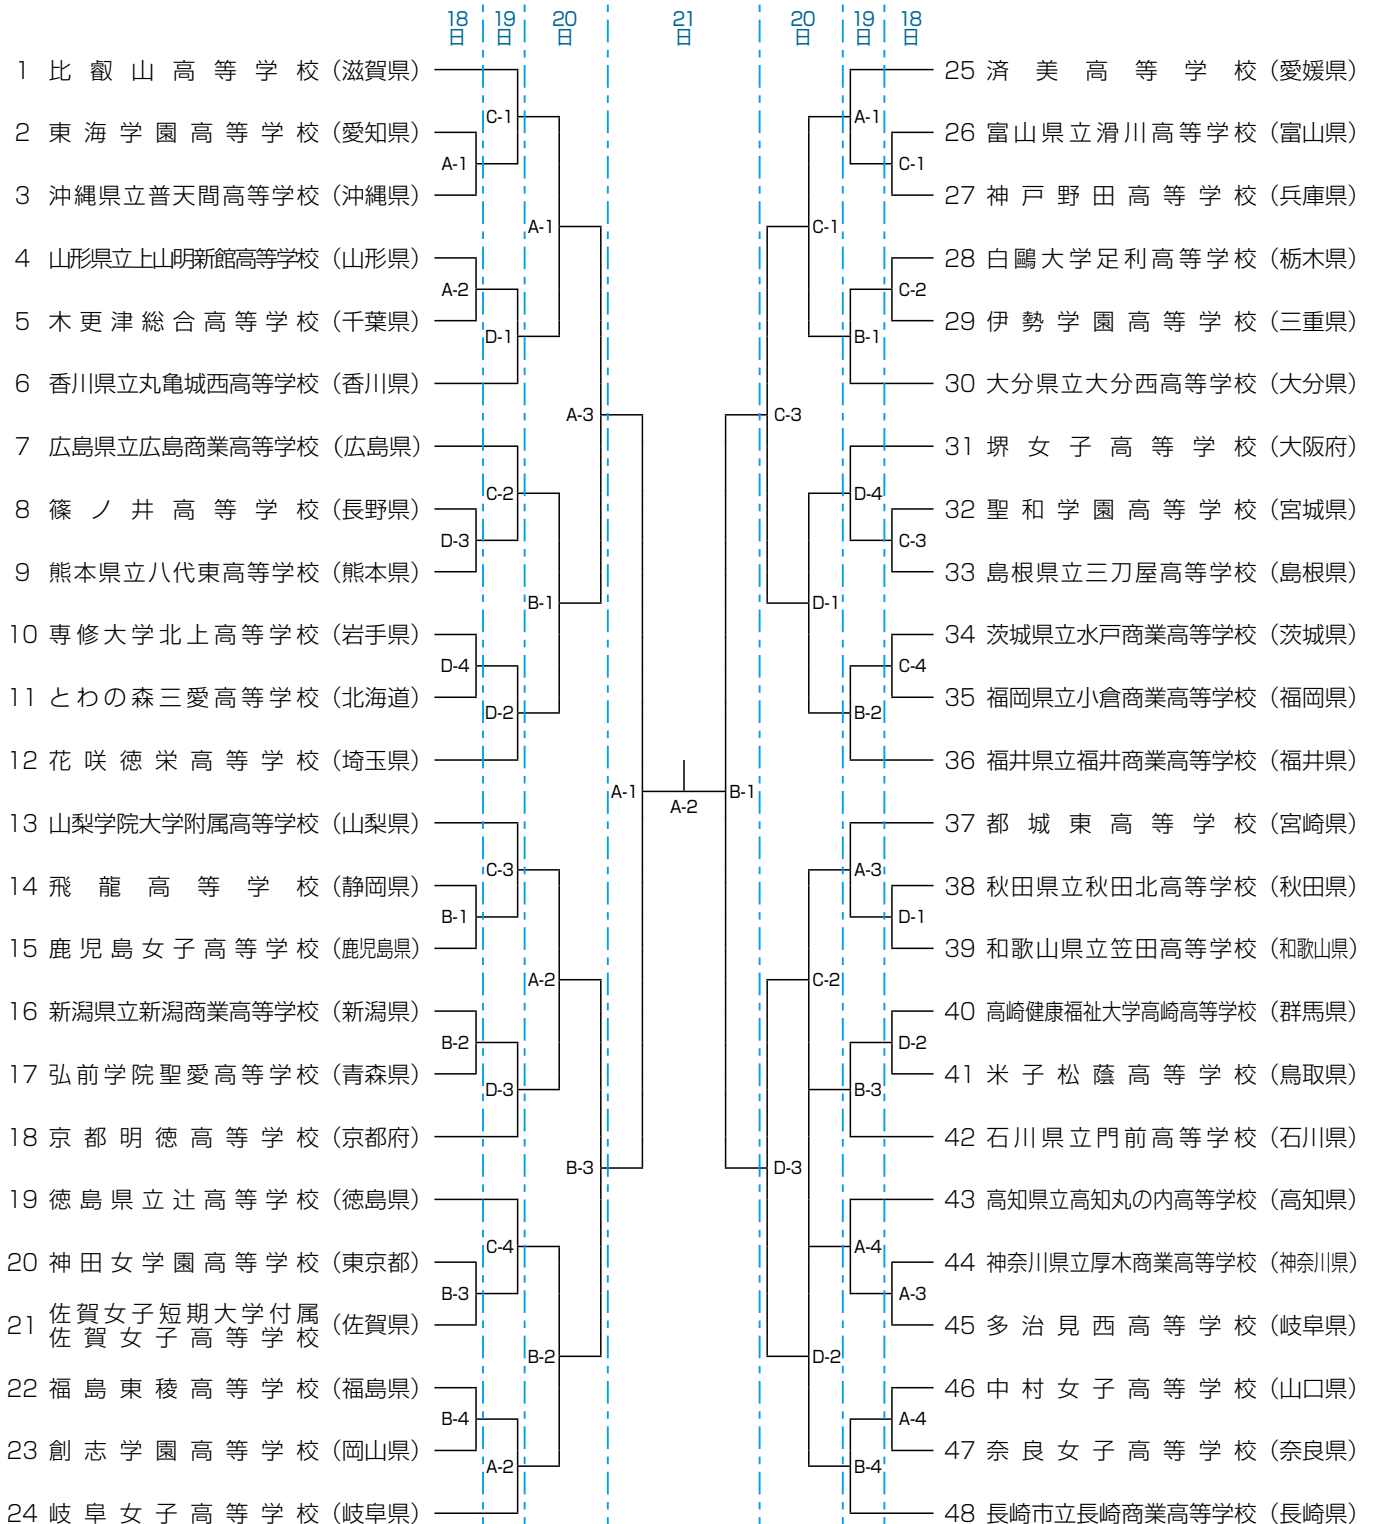 18日 19日 20日 21日 20日 19日 18日
1 比叡山高等学校（滋賀県）
2 東海学園高等学校（愛知県）
3 沖縄県立普天間高等学校（沖縄県）
4 山形県立上山明新館高等学校（山形県）
5 木更津総合高等学校（千葉県）
6 香川県立丸亀城西高等学校（香川県）
7 広島県立広島商業高等学校（広島県）
8 篠ノ井高等学校（長野県）
9 熊本県立八代東高等学校（熊本県）
10 専修大学北上高等学校（岩手県）
11 とわの森三愛高等学校（北海道）
12 花咲徳栄高等学校（埼玉県）
13 山梨学院大学附属高等学校（山梨県）
14 飛龍高等学校（静岡県）
15 鹿児島女子高等学校（鹿児島県）
16 新潟県立新潟商業高等学校（新潟県）
17 弘前学院聖愛高等学校（青森県）
18 京都明徳高等学校（京都府）
19 徳島県立辻高等学校（徳島県）
20 神田女学園高等学校（東京都）
21 佐賀女子短期大学付属
佐賀女子高等学校（佐賀県）
22 福島東稜高等学校（福島県）
23 創志学園高等学校（岡山県）
24 岐阜女子高等学校（岐阜県）
A-1
A-2
D-3
D-4
B-1
B-2
B-3
B-4
C-1
D-1
C-2
D-2
C-3
D-3
C-4
A-2
A-1
B-1
A-2
B-2
A-3
B-3
A-1
A-2
B-1
C-3
D-3
C-1
D-1
C-2
D-2
A-1
B-1
D-4
B-2
A-3
B-3
A-4
B-4
C-1
C-2
C-3
C-4
D-1
D-2
A-3
A-4
25 済美高等学校（愛媛県）
26 富山県立滑川高等学校（富山県）
27 神戸野田高等学校（兵庫県）
28 白鷗大学足利高等学校（栃木県）
29 伊勢学園高等学校（三重県）
30 大分県立大分西高等学校（大分県）
31 堺女子高等学校（大阪府）
32 聖和学園高等学校（宮城県）
33 島根県立三刀屋高等学校（島根県）
34 茨城県立水戸商業高等学校（茨城県）
35 福岡県立小倉商業高等学校（福岡県）
36 福井県立福井商業高等学校（福井県）
37 都城東高等学校（宮崎県）
38 秋田県立秋田北高等学校（秋田県）
39 和歌山県立笠田高等学校（和歌山県）
40 高崎健康福祉大学高崎高等学校（群馬県）
41 米子松蔭高等学校（鳥取県）
42 石川県立門前高等学校（石川県）
43 高知県立高知丸の内高等学校（高知県）
44 神奈川県立厚木商業高等学校（神奈川県）
45 多治見西高等学校（岐阜県）
46 中村女子高等学校（山口県）
47 奈良女子高等学校（奈良県）
48 長崎市立長崎商業高等学校（長崎県）